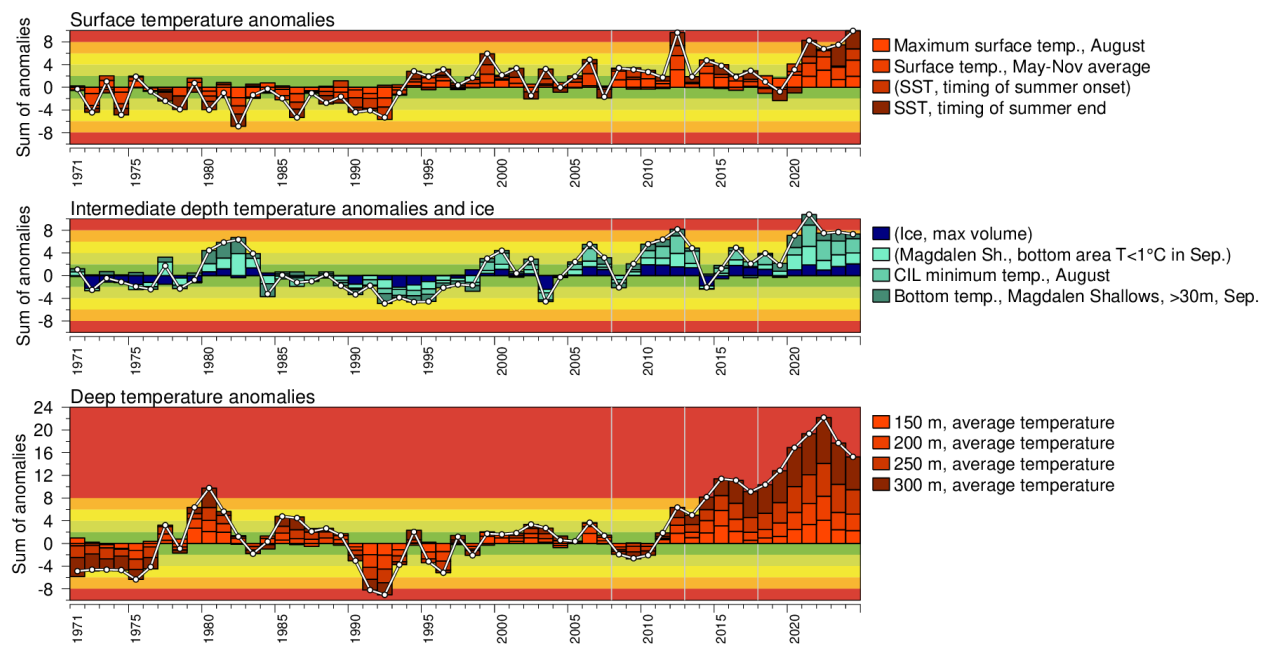 Surface temperature anomalies
Sum of anomalies
8
4
0
-4
-8
1971
1975
1980
1985
1990
1995
2000
2005
2010
2015
2020
Maximum surface temp., August
Surface temp., May-Nov average
(SST, timing of summer onset)
SST, timing of summer end
Intermediate depth temperature anomalies and ice
Sum of anomalies
8
4
0
-4
-8
1971
1975
1980
1985
1990
1995
2000
2005
2010
2015
2020
(Ice, max volume)
(Magdalen Sh., bottom area T<1°C in Sep.)
CIL minimum temp., August
Bottom temp., Magdalen Shallows, >30m, Sep.
Deep temperature anomalies
Sum of anomalies
24
20
16
12
8
4
0
-4
-8
1971
1975
1980
1985
1990
1995
2000
2005
2010
2015
2020
150 m, average temperature
200 m, average temperature
250 m, average temperature
300 m, average temperature